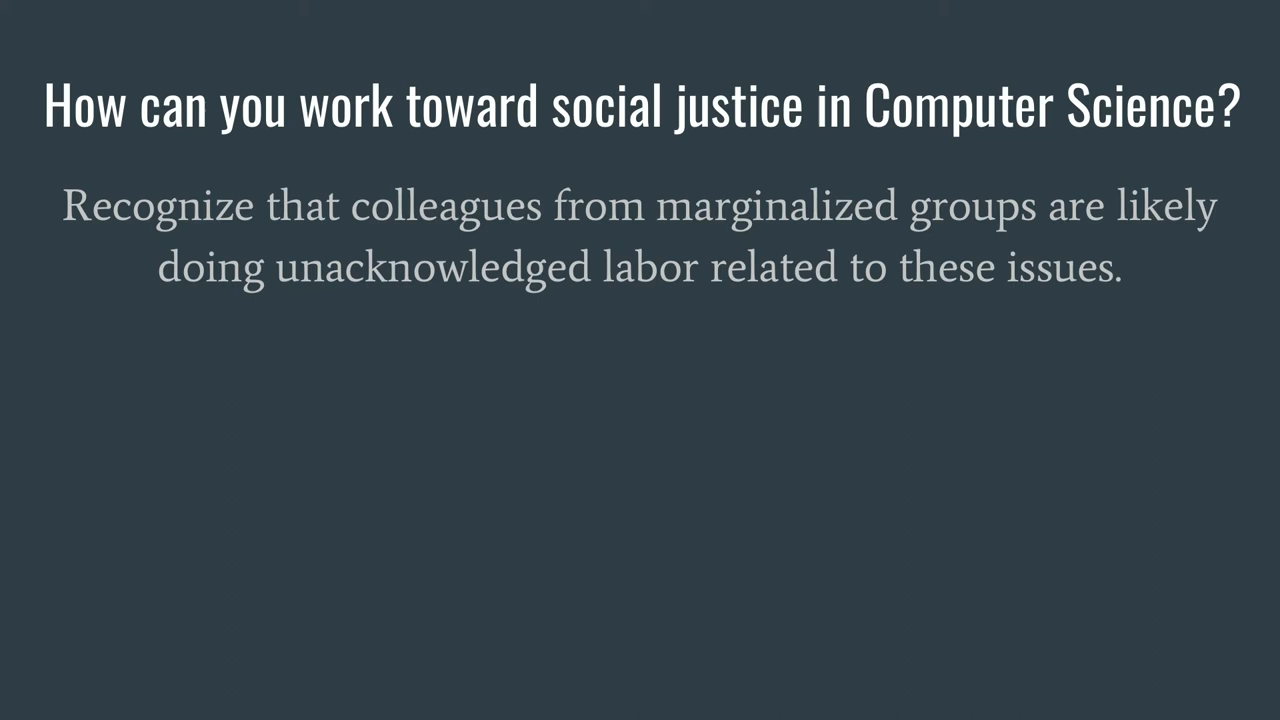 How can you work toward social justice in Computer Science?
Recognize that colleagues from marginalized groups are likely
doing unacknowledged labor related to these issues.